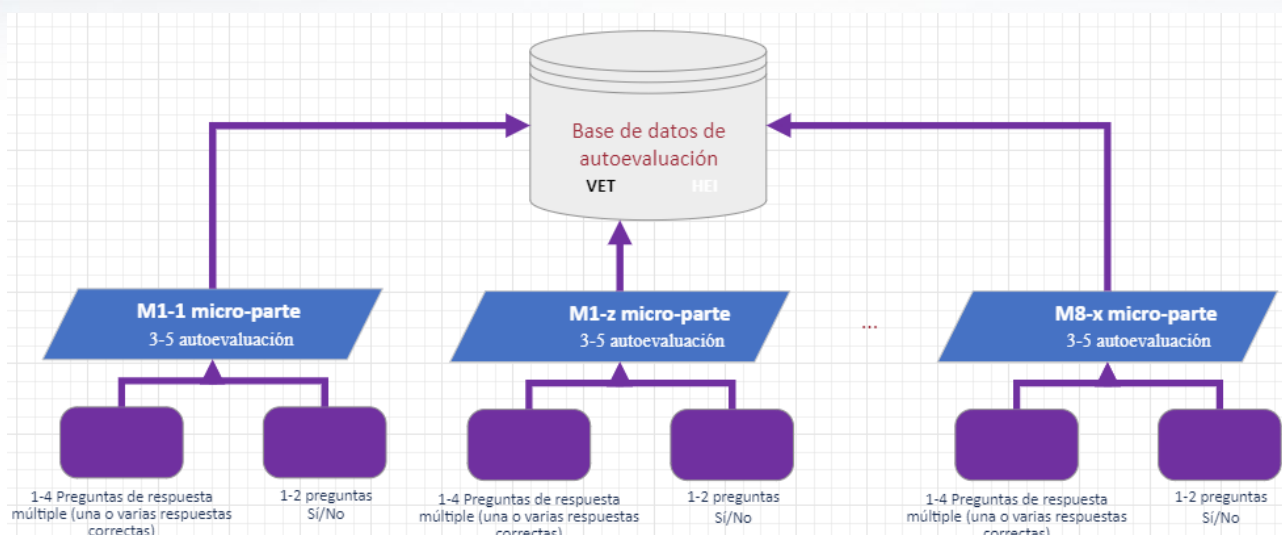 Base de datos de
autoevaluación
VET HEI
M1-1 micro-parte
3-5 autoevaluación
M1-z micro-parte
3-5 autoevaluación
...
M8-x micro-parte
3-5 autoevaluación
1-4 Preguntas de respuesta
múltiple (una o varias respuestas
correctas)
1-2 preguntas
Sí/No
1-4 Preguntas de respuesta
múltiple (una o varias respuestas
correctas)
1-2 preguntas
Sí/No
1-4 Preguntas de respuesta
múltiple (una o varias respuestas
correctas)
1-2 preguntas
Sí/No